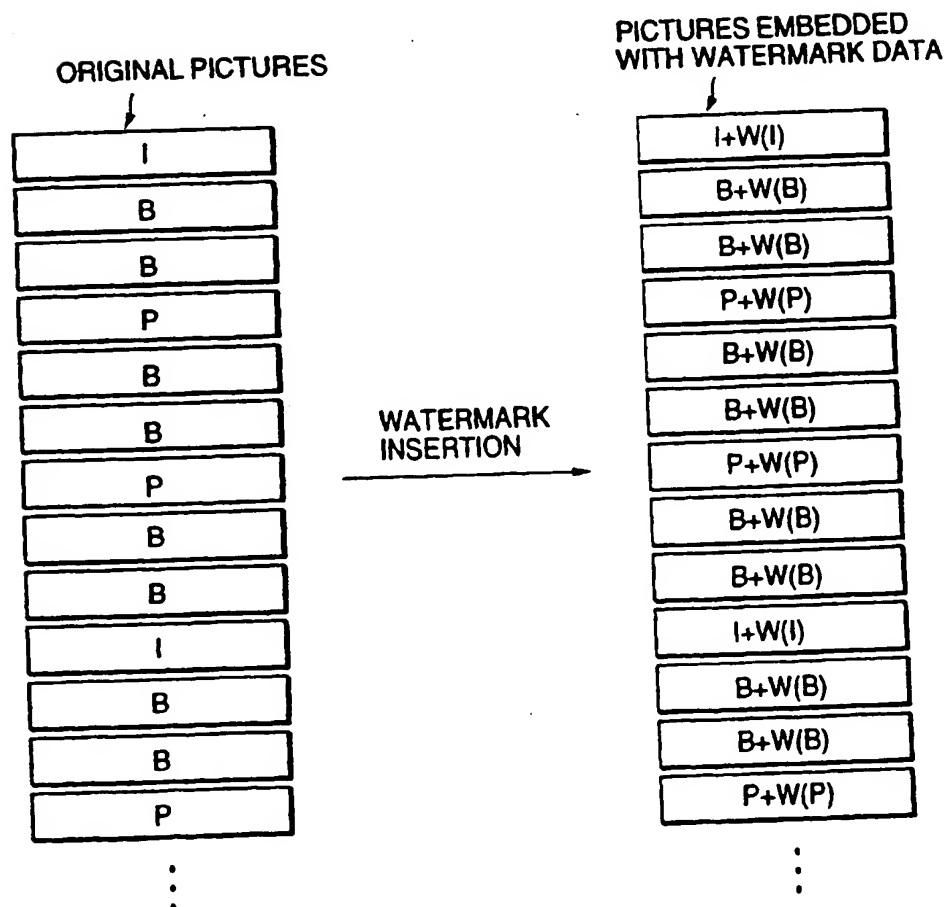 ORIGINAL PICTURES
I
B
B
P
B
B
P
B
B
I
B
B
P
WATERMARK
INSERTION
PICTURES EMBEDDED
WITH WATERMARK DATA
I+W(I)
B+W(B)
B+W(B)
P+W(P)
B+W(B)
B+W(B)
P+W(P)
B+W(B)
B+W(B)
I+W(I)
B+W(B)
B+W(B)
P+W(P)